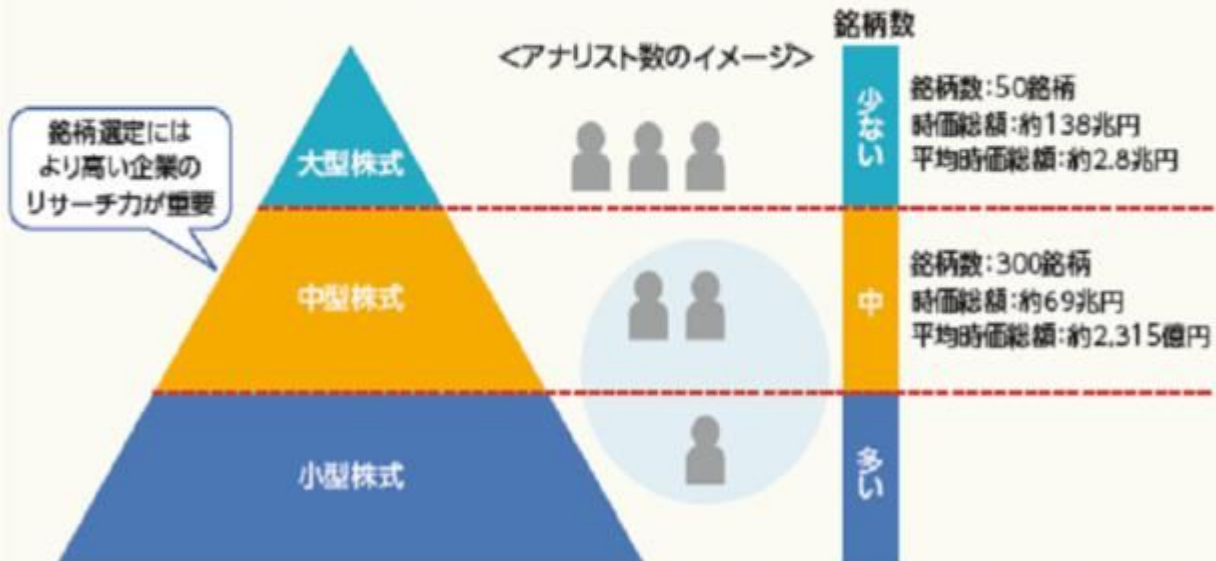 銘柄数
<アナリスト数のイメージ>
銘柄選定には
より高い企業の
リサーチ力が重要
大型株式
少ない
銘柄数:50銘柄
時価総額:約138兆円
平均時価総額:約2.8兆円
中型株式
中
銘柄数:300銘柄
時価総額:約69兆円
平均時価総額:約2,315億円
小型株式
多い